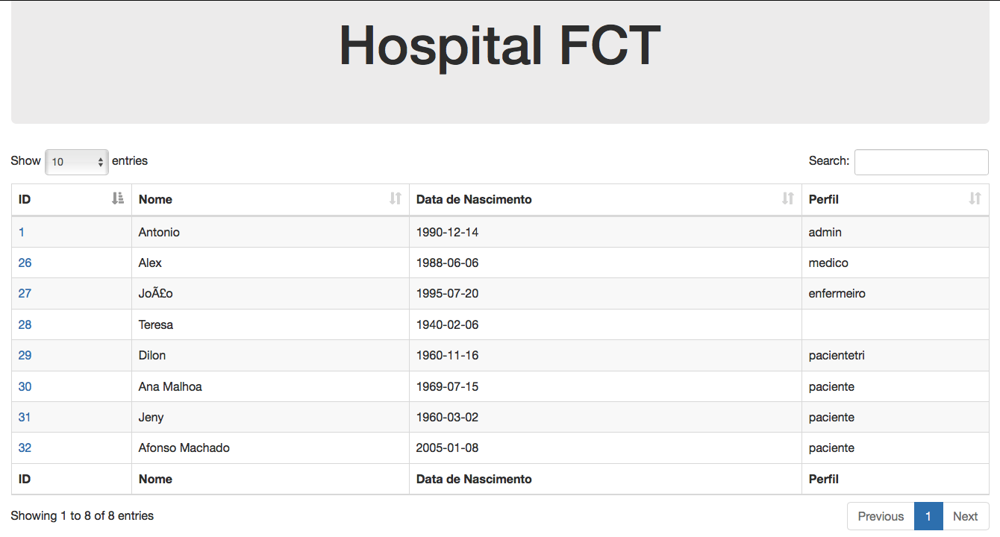 Hospital FCT
Show 10 entries Search:
ID Nome Data de Nascimento Perfil
1 Antonio 1990-12-14 admin
26 Alex 1988-06-06 medico
27 JoÃ£o 1995-07-20 enfermeiro
28 Teresa 1940-02-06
29 Dilon 1960-11-16 pacientetri
30 Ana Malhoa 1969-07-15 paciente
31 Jeny 1960-03-02 paciente
32 Afonso Machado 2005-01-08 paciente
ID Nome Data de Nascimento Perfil
Showing 1 to 8 of 8 entries Previous 1 Next